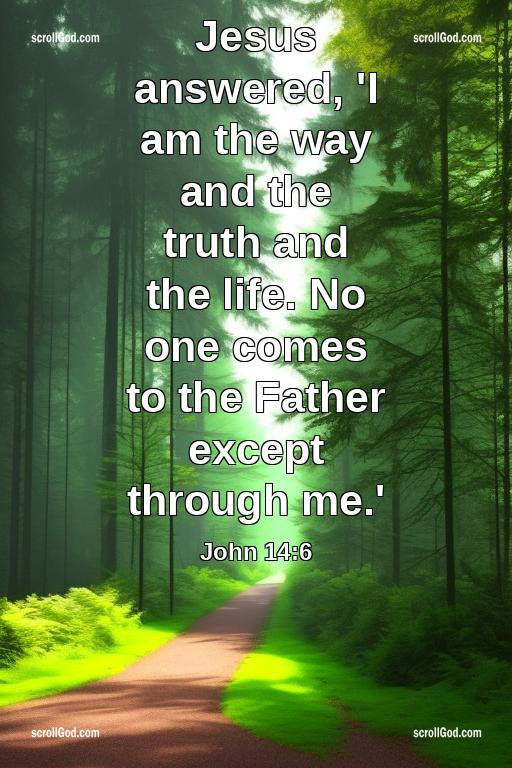 scrollGod.com
scrollGod.com
Jesus
answered, 'I
am the way
and the
truth and
the life. No
one comes
to the Father
except
through me.'
John 14:6
scrollGod.com
scrollGod.com